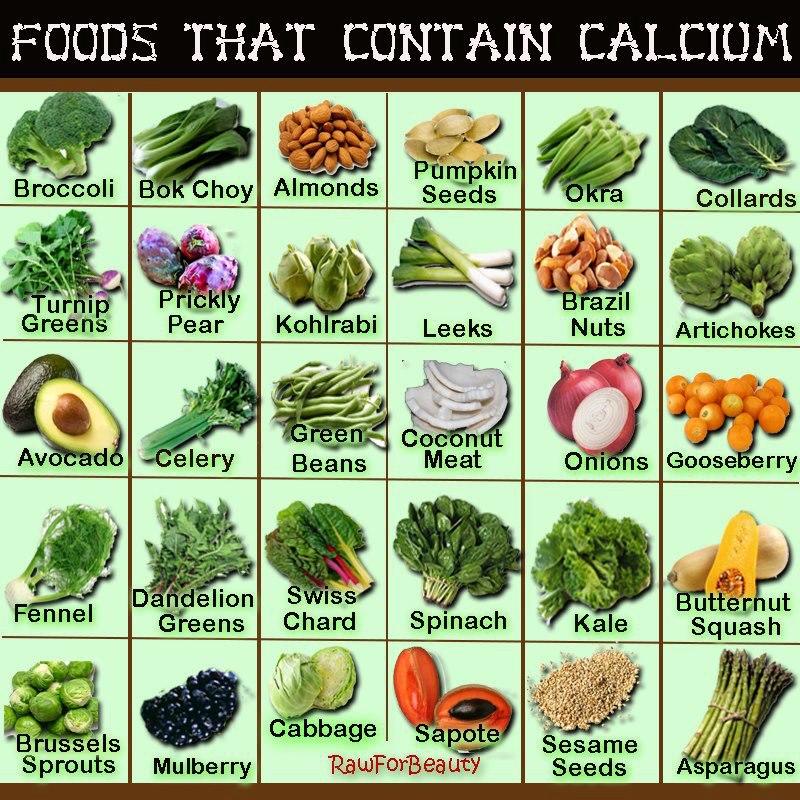 FOODS THAT CONTAIN CALCIUM
Broccoli
Bok Choy
Almonds
Pumpkin
Seeds
Okra
Collards
Turnip
Greens
Prickly
Pear
Kohlrabi
Leeks
Brazil
Nuts
Artichokes
Avocado
Celery
Green
Beans
Coconut
Meat
Onions
Gooseberry
Fennel
Dandelion
Greens
Swiss
Chard
Spinach
Kale
Butternut
Squash
Brussels
Sprouts
Mulberry
Cabbage
Sapote
Sesame
Seeds
Asparagus
RawForBeauty